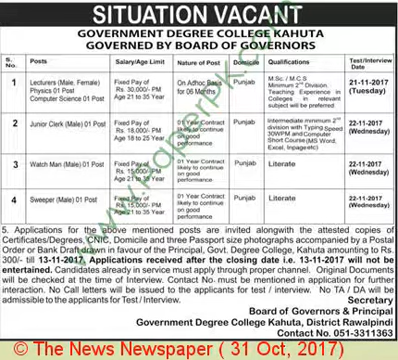 SITUATION VACANT
GOVERNMENT DEGREE COLLEGE KAHUTA
GOVERNED BY BOARD OF GOVERNORS
S. No. Posts Salary/Age Limit Nature of Post Domicile Qualifications Test/Interview Date
1 Lecturers (Male, Female) Physics 01 Post Computer Science 01 Post Fixed Pay of Rs. 30,000/- PM Age 21 to 35 Year On Adhoc Basis for 06 Months Punjab M.Sc. / M.C.S Minimum 2nd Division. Teaching Experience in Colleges in relevant subject will be preferred 21-11-2017 (Tuesday)
2 Junior Clerk (Male) 01 Post Fixed Pay of Rs. 18,000/- PM Age 18 to 25 Year 01 Year Contract likely to continue on good performance Punjab Intermediate minimum 2nd division with Typing Speed 30WPM and Computer Short Course (MS Word, Excel, Inpage etc) 22-11-2017 (Wednesday)
3 Watch Man (Male) 01 Post Fixed Pay of Rs. 15,000/- PM Age 21 to 35 Year 01 Year Contract likely to continue on good performance Punjab Literate 22-11-2017 (Wednesday)
4 Sweeper (Male) 01 Post Fixed Pay of Rs. 15,000/- PM Age 21 to 35 Year 01 Year Contract likely to continue on good performance Punjab Literate 22-11-2017 (Wednesday)
5. Applications for the above mentioned posts are invited alongwith the attested copies of
Certificates/Degrees, CNIC, Domicile and three Passport size photographs accompanied by a Postal
Order or Bank Draft drawn in favour of the Principal, Govt. Degree College, Kahuta amounting to Rs.
300/- till 13-11-2017. Applications received after the closing date i.e. 13-11-2017 will not be
entertained. Candidates already in service must apply through proper channel. Original Documents
will be checked at the time of Interview. Contact No. must be mentioned in application for further
interaction. No Call letters will be issued to the applicants for test / interview. No TA / DA will be
admissible to the applicants for Test / Interview.
Secretary
Board of Governors & Principal
Government Degree College Kahuta, District Rawalpindi
Contact No. 051-3311363
www.PaperPk.com
© The News Newspaper ( 31 Oct, 2017)